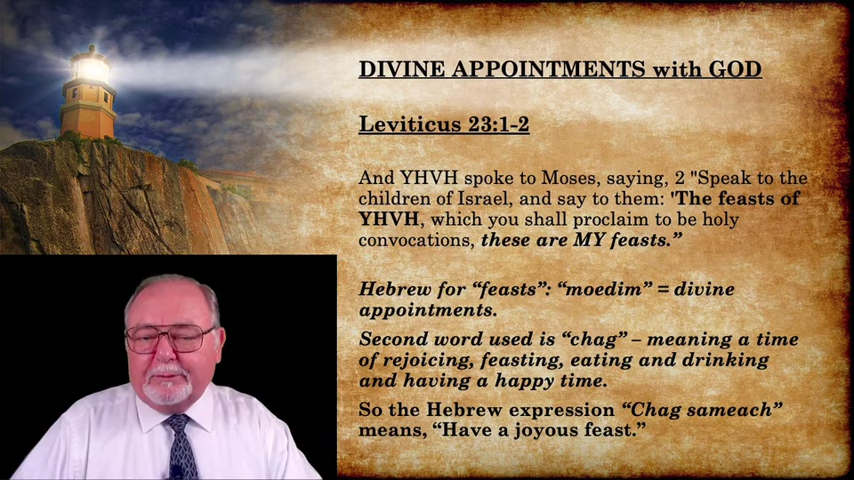 DIVINE APPOINTMENTS with GOD
Leviticus 23:1-2
And YHVH spoke to Moses, saying, 2 "Speak to the
children of Israel, and say to them: 'The feasts of
YHVH, which you shall proclaim to be holy
convocations, these are MY feasts.”
Hebrew for “feasts”: “moedim” = divine
appointments.
Second word used is “chag” – meaning a time
of rejoicing, feasting, eating and drinking
and having a happy time.
So the Hebrew expression “Chag sameach”
means, “Have a joyous feast.”